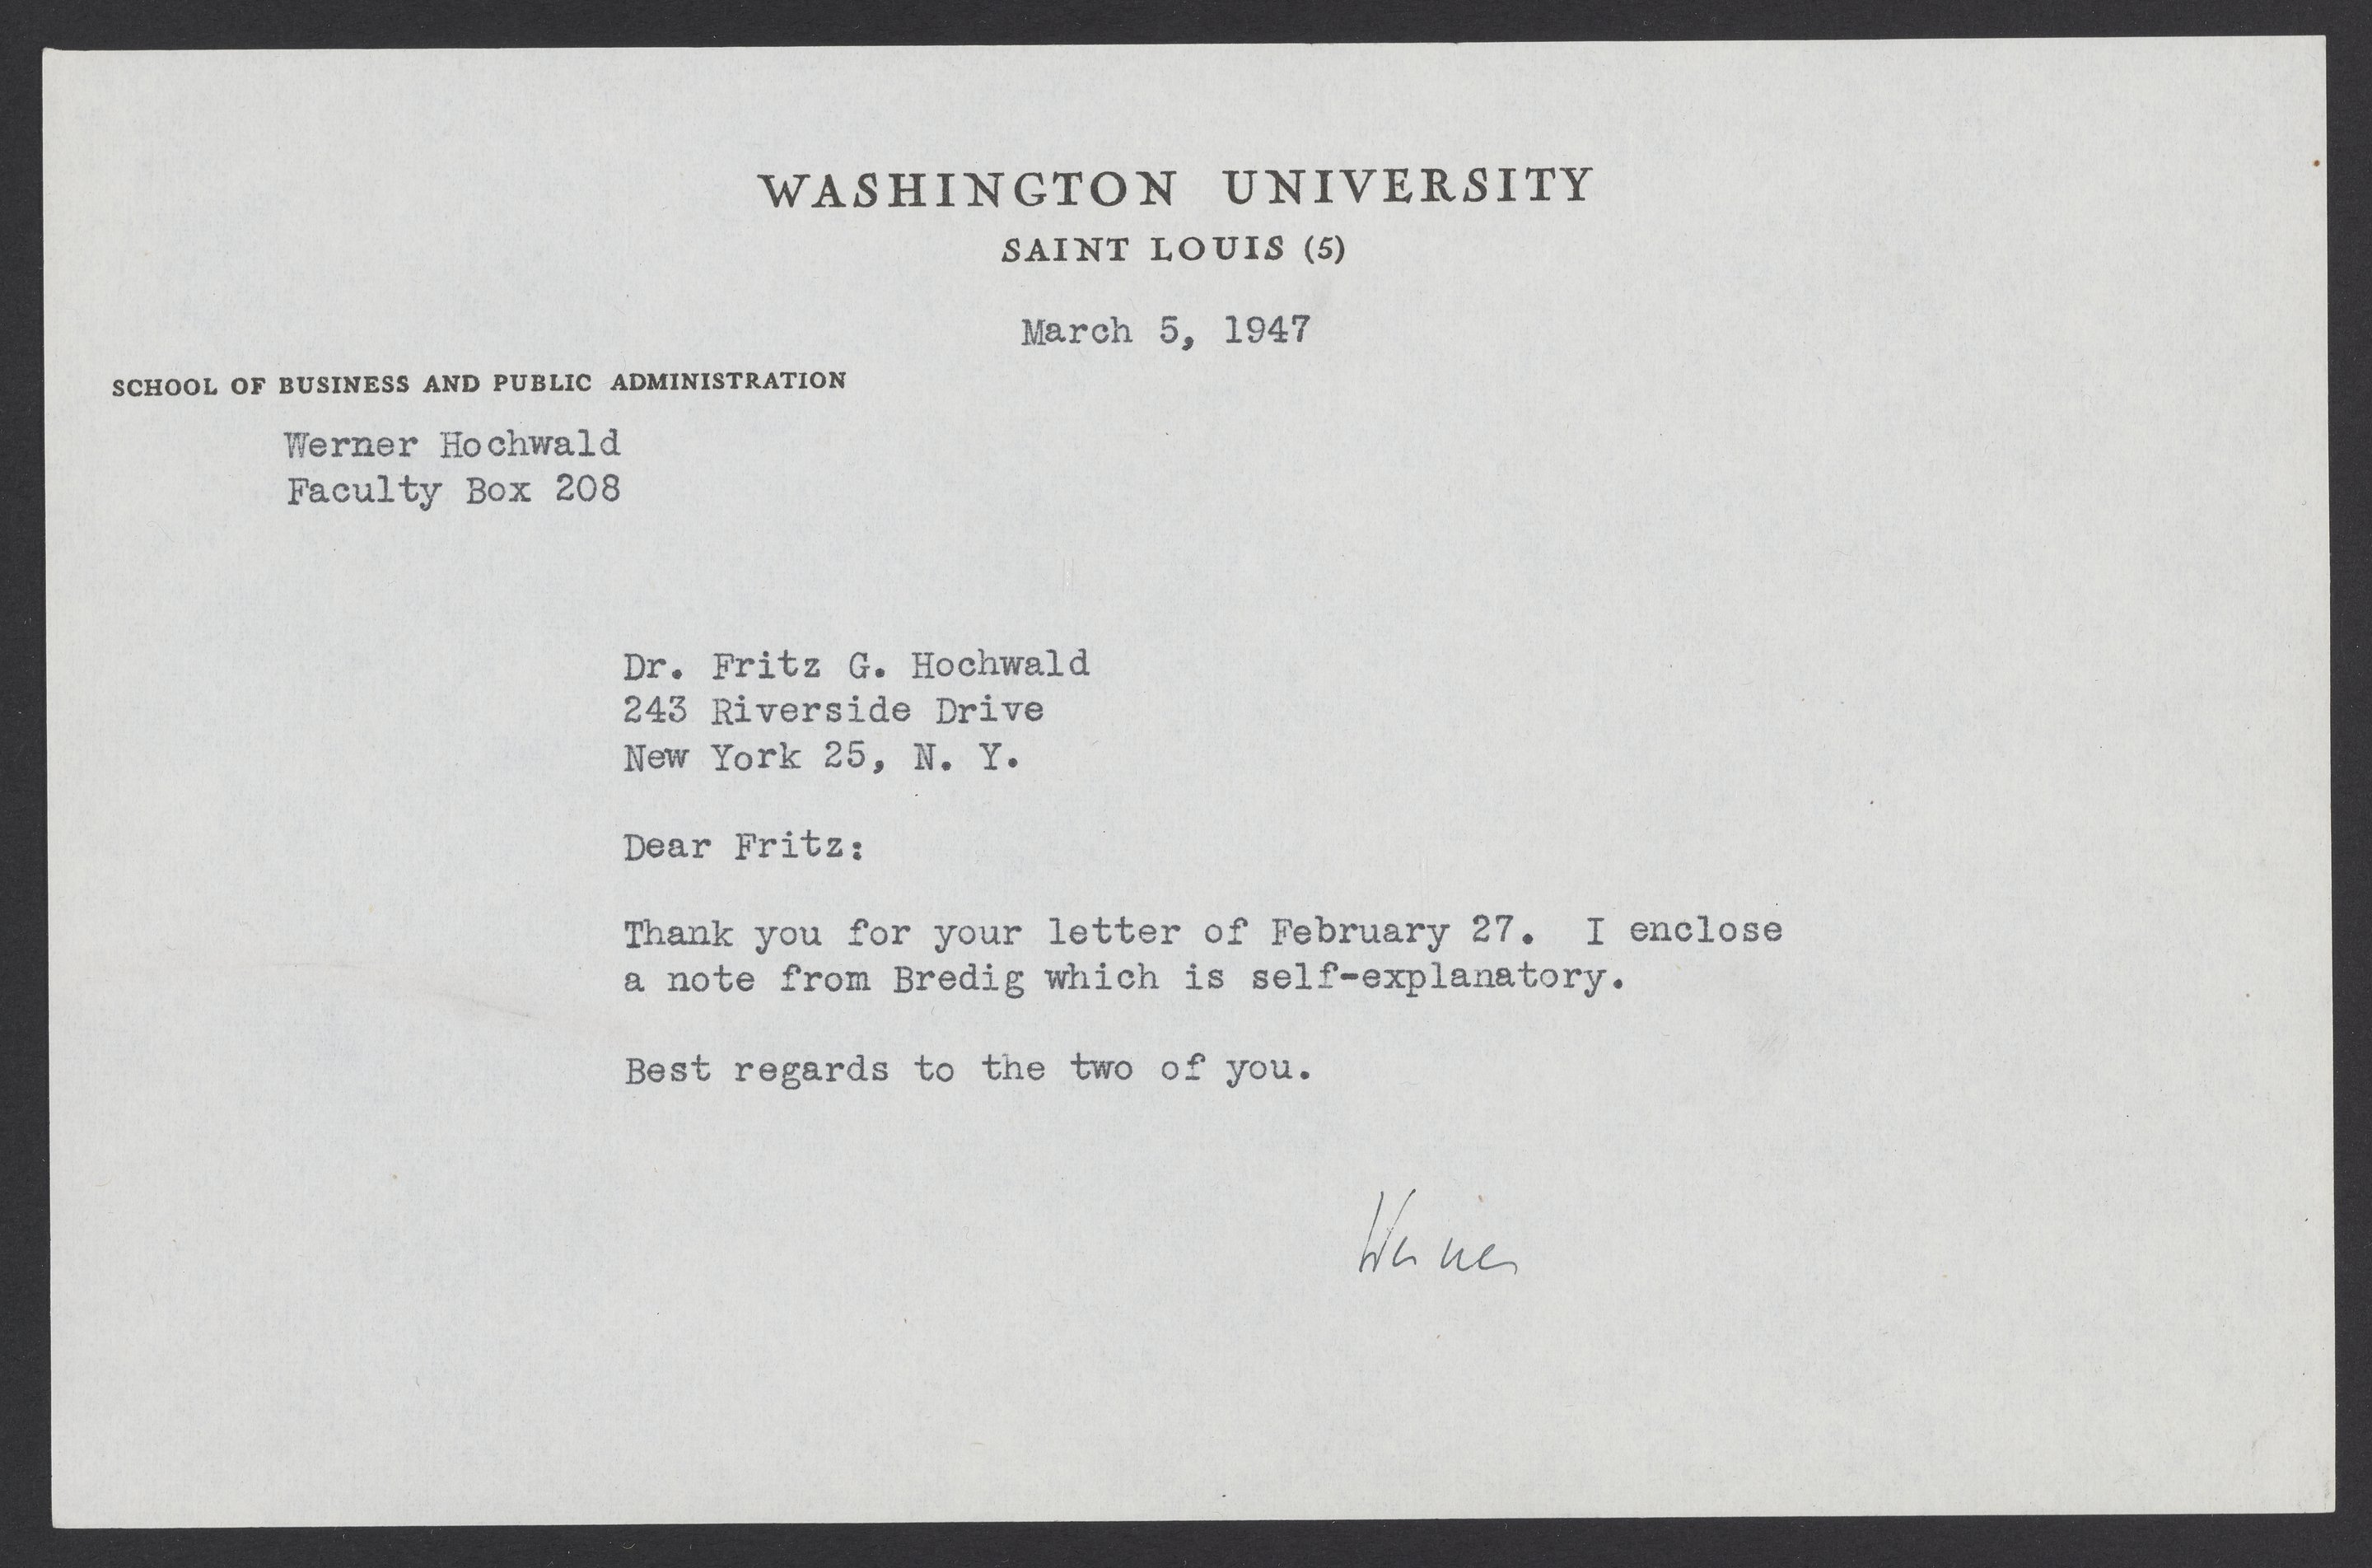 WASHINGTON UNIVERSITY
SAINT LOUIS (5)
March 5, 1947
SCHOOL OF BUSINESS AND PUBLIC ADMINISTRATION
Werner Hochwald
Faculty Box 208
Dr. Fritz G. Hochwald
243 Riverside Drive
New York 25, N. Y.
Dear Fritz:
Thank you for your letter of February 27. I enclose
a note from Bredig which is self-explanatory.
Best regards to the two of you.
Werner